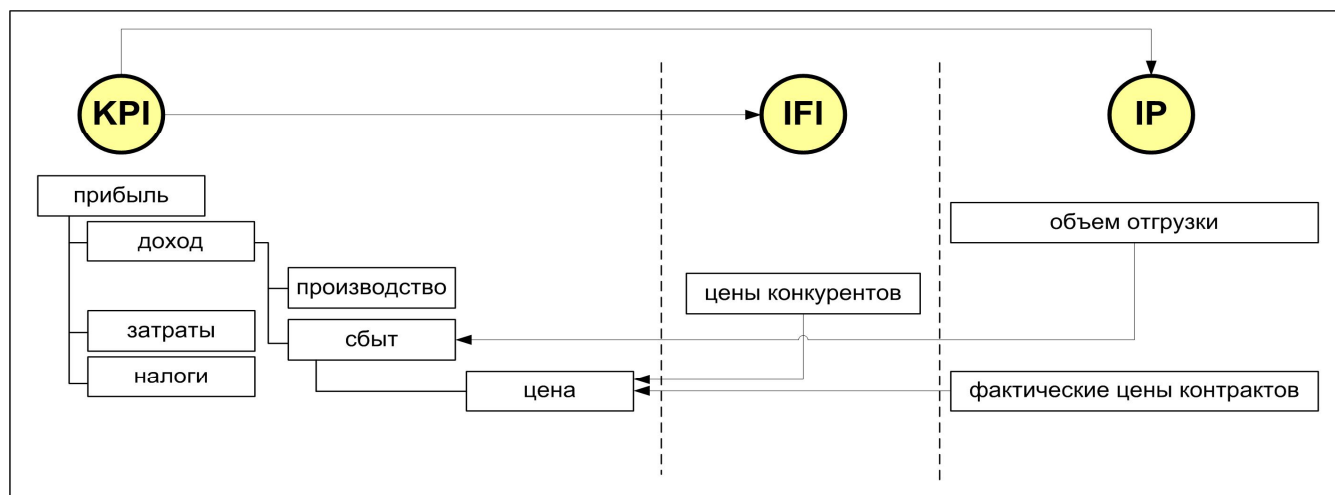 KPI
IFI
IP
прибыль
доход
объем отгрузки
производство
цены конкурентов
затраты
сбыт
налоги
цена
фактические цены контрактов